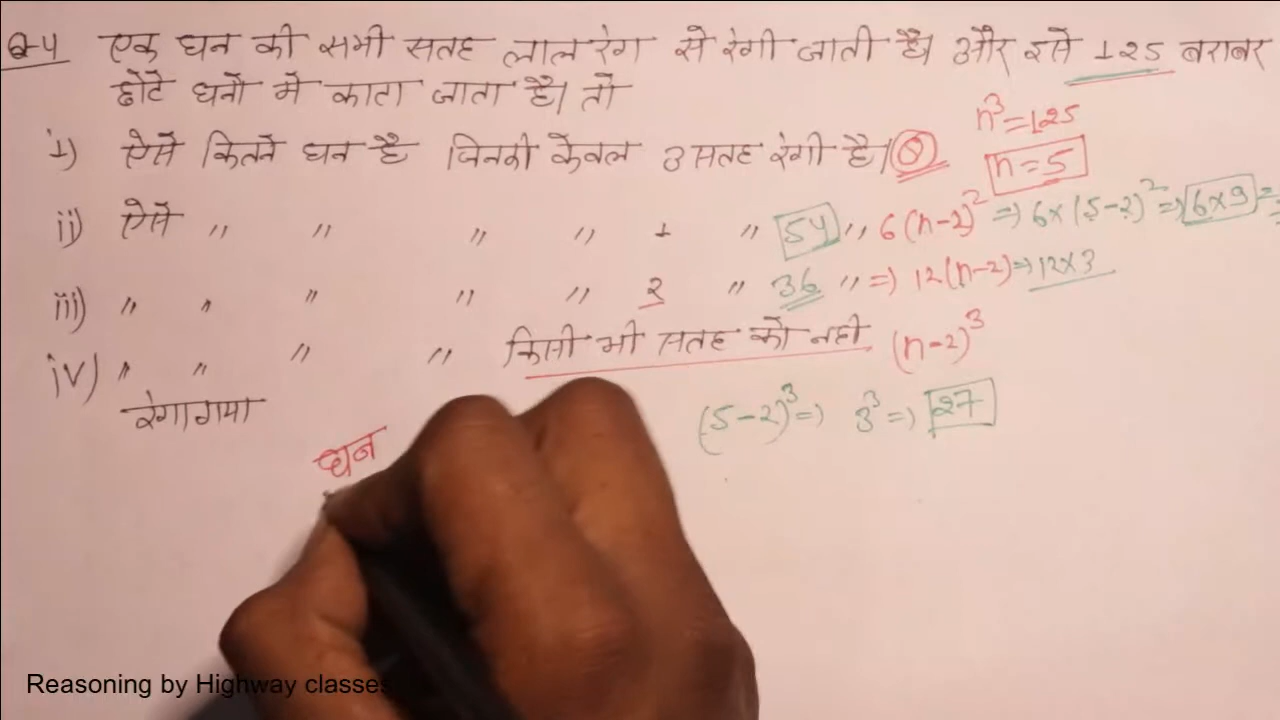 Q-4 एक घन की सभी सतह लाल रंग से रंगी जाती है। और इसे 125 बराबर
छोटे घनो मे काटा जाता है। तो
n³=125
i) ऐसे कितने घन है जिनकी केवल 3 सतह रंगी है। 8 n=5
ii) ऐसे " " " " 1 " 54 " 6(n-2)² => 6×(5-2)² => 6×9 =
iii) " " " " " 2 " 36 " => 12(n-2) => 12×3
iv) " " " " किसी भी सतह को नही (n-2)³
रंगा गया (5-2)³ => 3³ => 27
घन
Reasoning by Highway classes